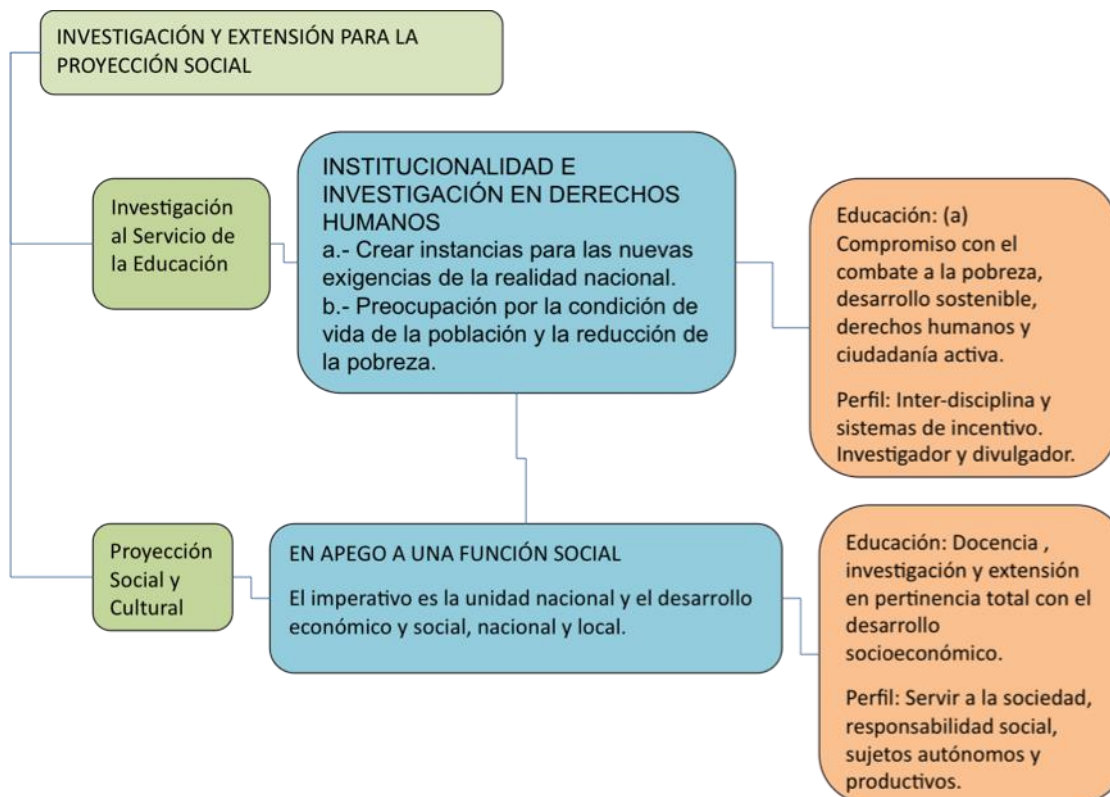 INVESTIGACIÓN Y EXTENSIÓN PARA LA
PROYECCIÓN SOCIAL
Investigación
al Servicio de
la Educación
INSTITUCIONALIDAD E
INVESTIGACIÓN EN DERECHOS
HUMANOS
a.- Crear instancias para las nuevas
exigencias de la realidad nacional.
b.- Preocupación por la condición de
vida de la población y la reducción de
la pobreza.
Educación: (a)
Compromiso con el
combate a la pobreza,
desarrollo sostenible,
derechos humanos y
ciudadanía activa.
Perfil: Inter-disciplina y
sistemas de incentivo.
Investigador y divulgador.
Proyección
Social y
Cultural
EN APEGO A UNA FUNCIÓN SOCIAL
El imperativo es la unidad nacional y el desarrollo
económico y social, nacional y local.
Educación: Docencia ,
investigación y extensión
en pertinencia total con el
desarrollo
socioeconómico.
Perfil: Servir a la sociedad,
responsabilidad social,
sujetos autónomos y
productivos.